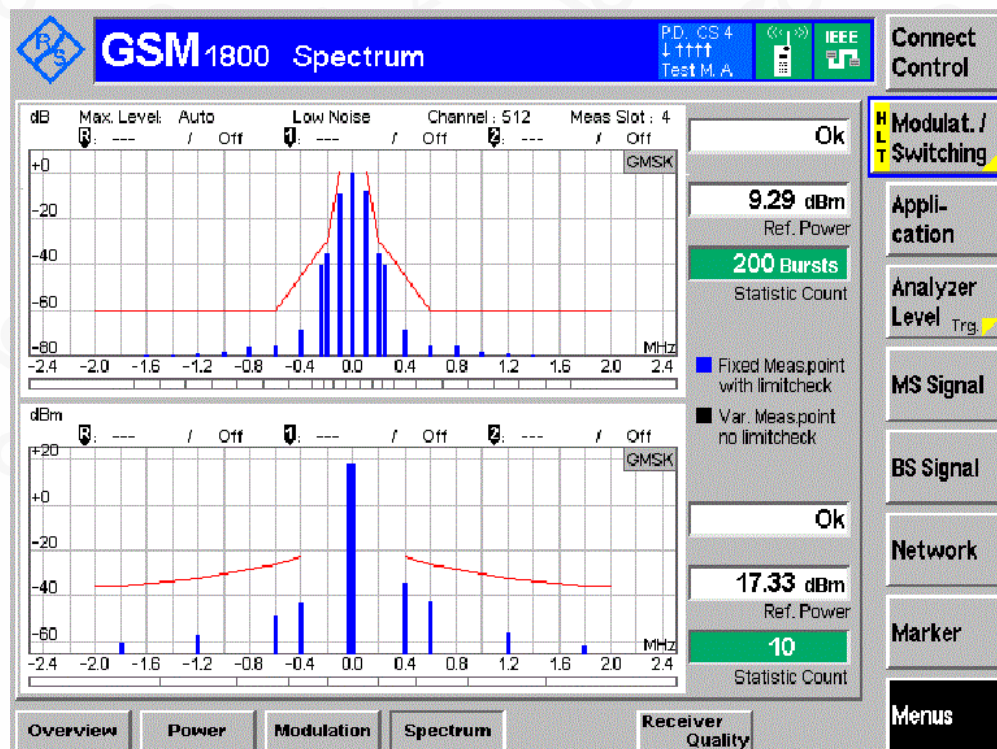 R/S
GSM 1800 Spectrum
P.D. CS 4
↓ ↑↑↑↑
Test M. A.
IEEE
Connect
Control
dB Max. Level: Auto Low Noise Channel : 512 Meas Slot : 4
R: --- / Off 1: --- / Off 2: --- / Off
GMSK
+0
-20
-40
-60
-80
MHz
-2.4 -2.0 -1.6 -1.2 -0.8 -0.4 0.0 0.4 0.8 1.2 1.6 2.0 2.4
Ok
9.29 dBm
Ref. Power
200 Bursts
Statistic Count
Fixed Meas.point
with limitcheck
Var. Meas.point
no limitcheck
dBm
R: --- / Off 1: --- / Off 2: --- / Off
GMSK
+20
+0
-20
-40
-60
MHz
-2.4 -2.0 -1.6 -1.2 -0.8 -0.4 0.0 0.4 0.8 1.2 1.6 2.0 2.4
Ok
17.33 dBm
Ref. Power
10
Statistic Count
HLT
Modulat. /
Switching
Appli-
cation
Analyzer
Level Trg.
MS Signal
BS Signal
Network
Marker
Menus
Overview Power Modulation Spectrum Receiver
Quality